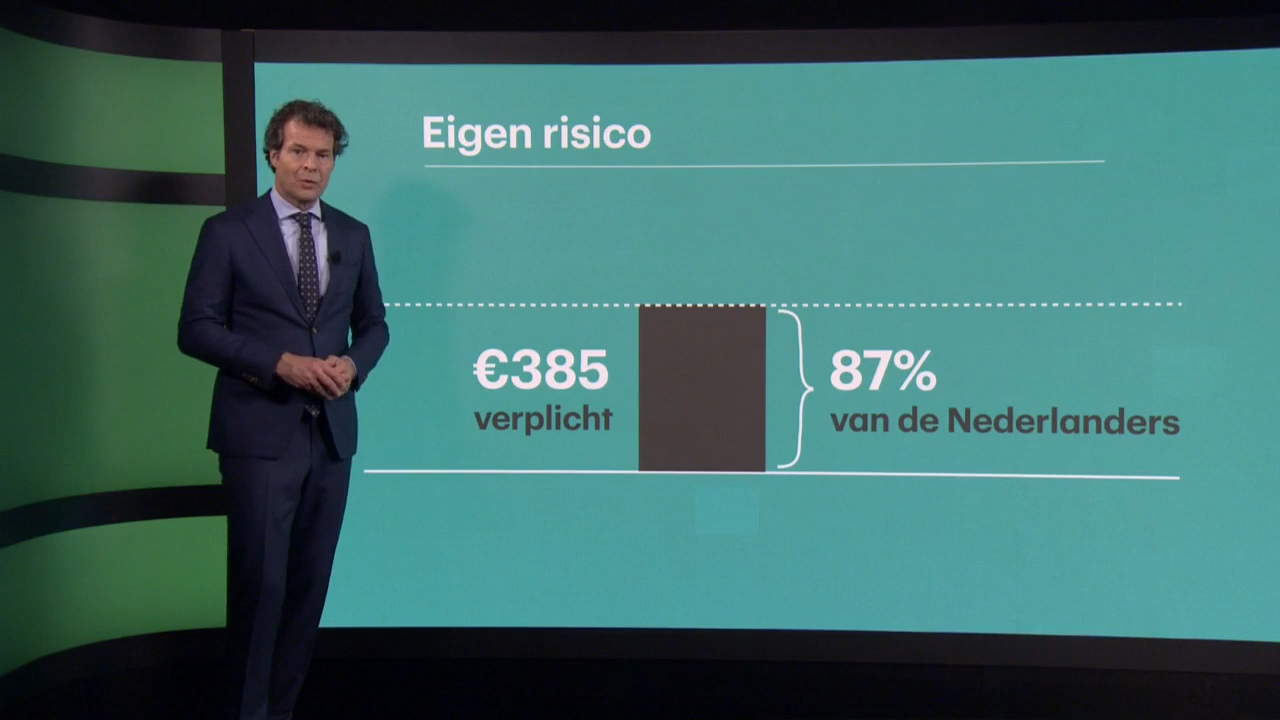 Eigen risico
€385
verplicht
87%
van de Nederlanders